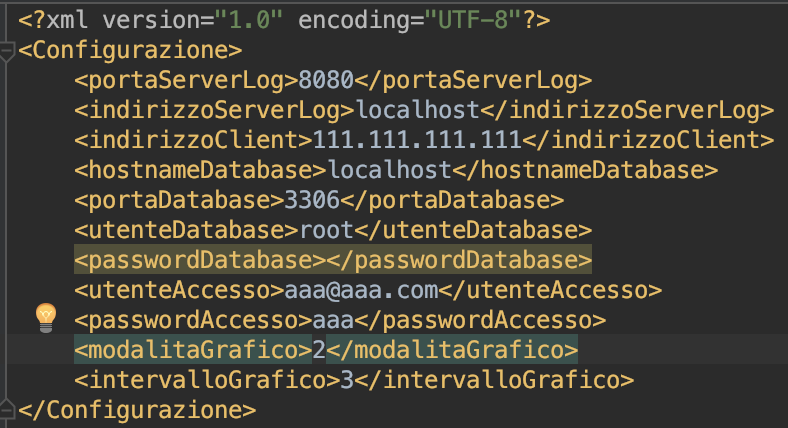 <?xml version="1.0" encoding="UTF-8"?>
<Configurazione>
<portaServerLog>8080</portaServerLog>
<indirizzoServerLog>localhost</indirizzoServerLog>
<indirizzoClient>111.111.111.111</indirizzoClient>
<hostnameDatabase>localhost</hostnameDatabase>
<portaDatabase>3306</portaDatabase>
<utenteDatabase>root</utenteDatabase>
<passwordDatabase></passwordDatabase>
<utenteAccesso>aaa@aaa.com</utenteAccesso>
<passwordAccesso>aaa</passwordAccesso>
<modalitaGrafico>2</modalitaGrafico>
<intervalloGrafico>3</intervalloGrafico>
</Configurazione>